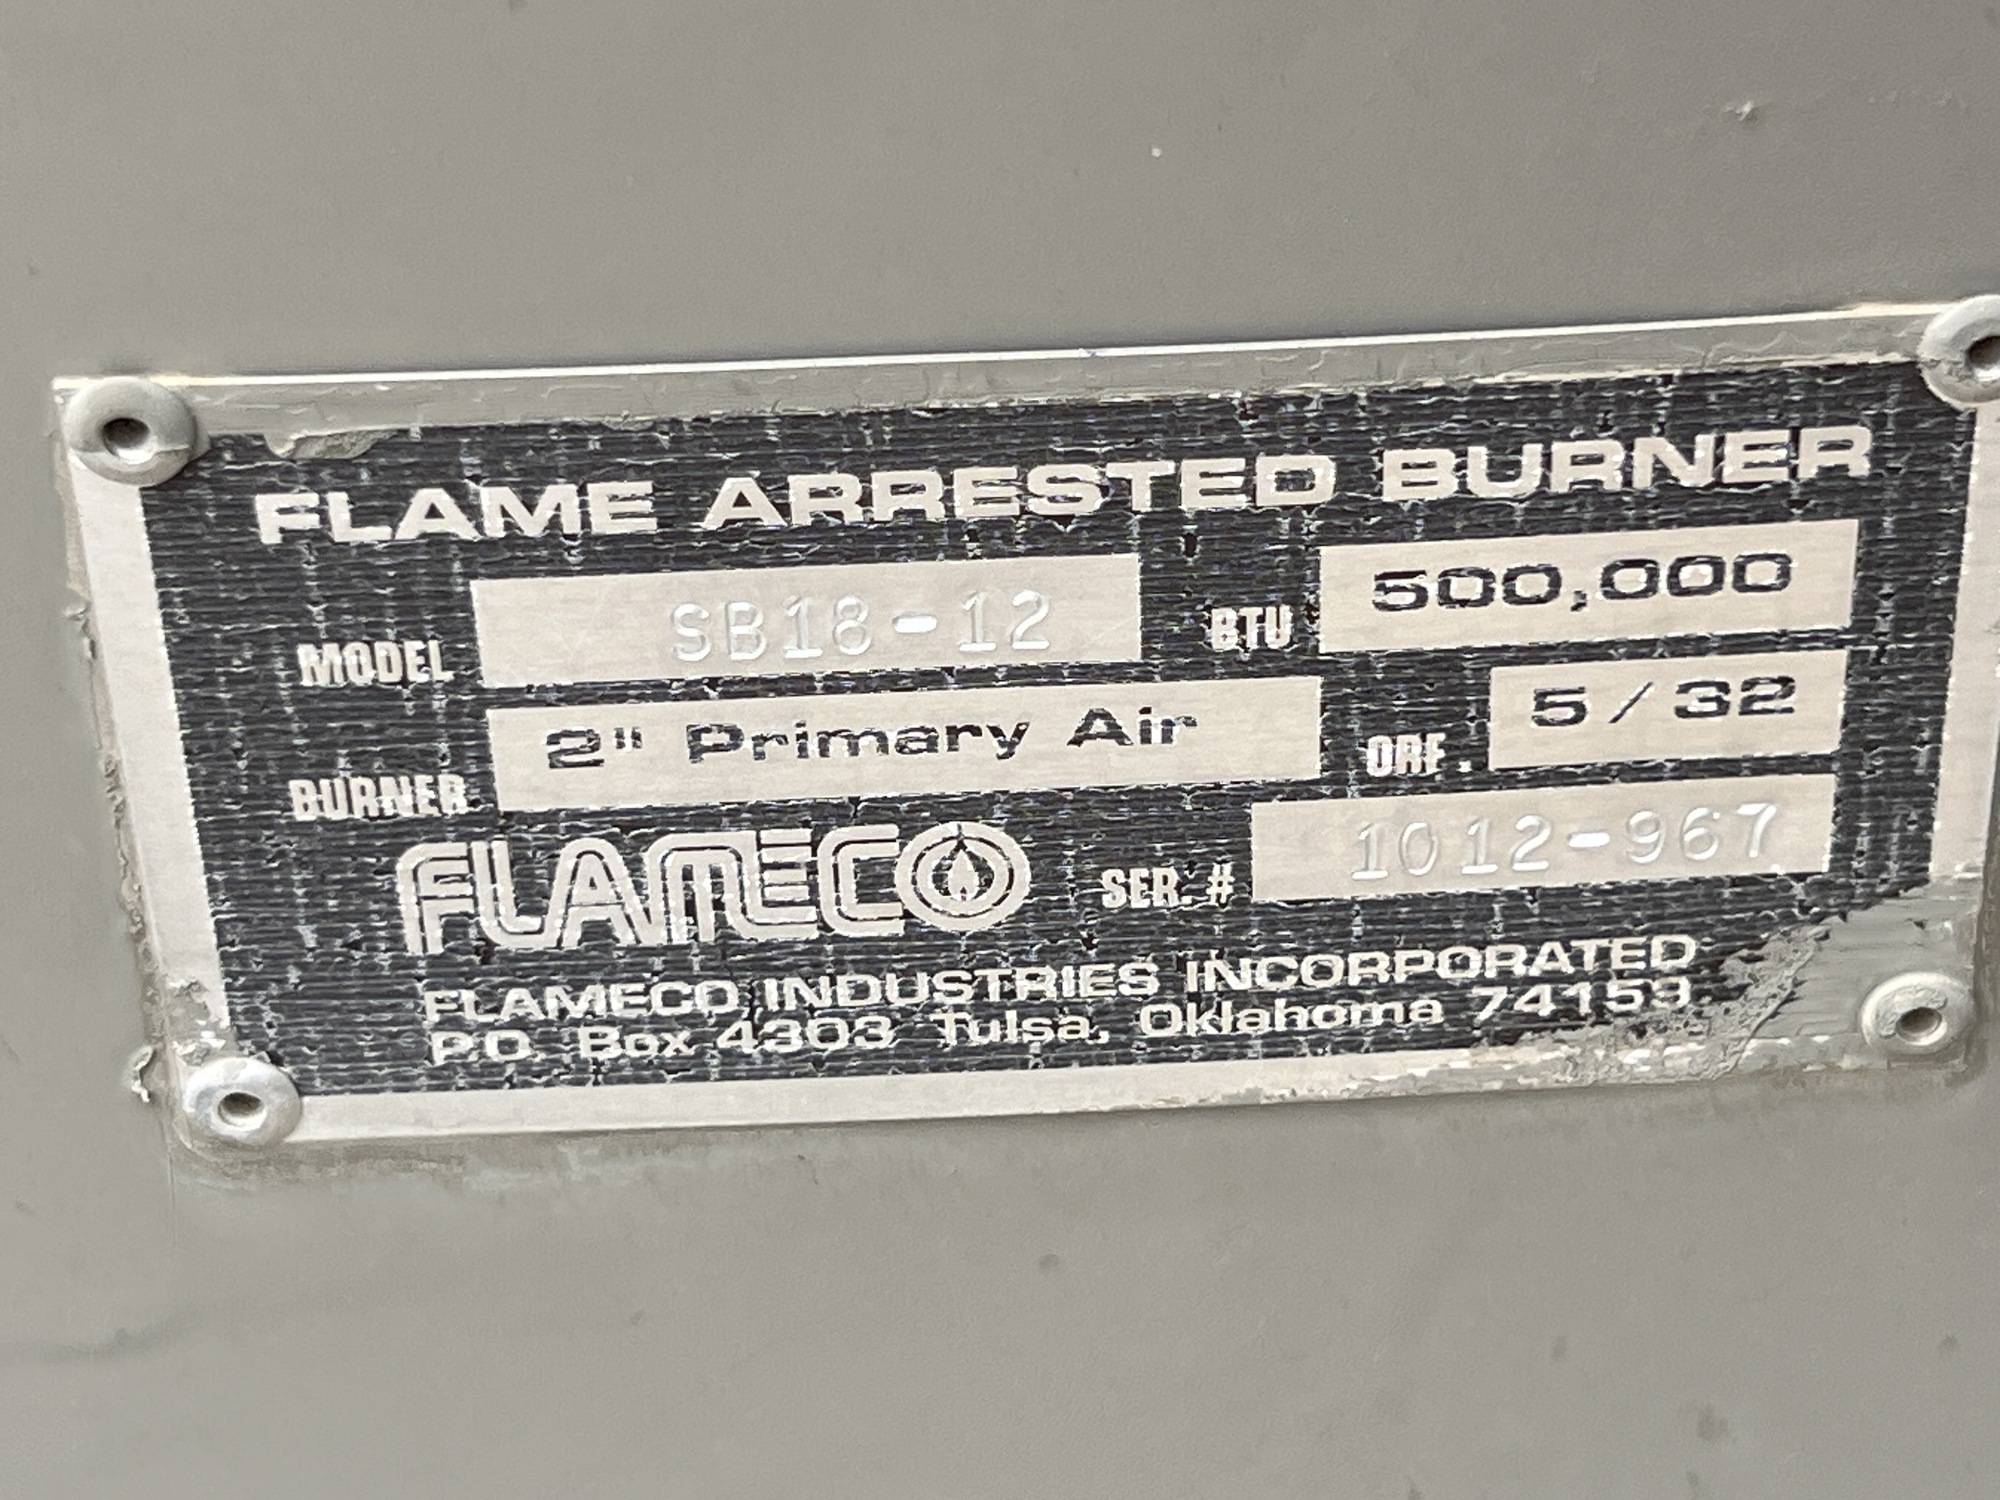 FLAME ARRESTED BURNER
MODEL SB18-12 BTU 500,000
BURNER 2" Primary Air ORF. 5/32
FLAMECO SER. # 1012-967
FLAMECO INDUSTRIES INCORPORATED
P.O. Box 4303 Tulsa, Oklahoma 74159